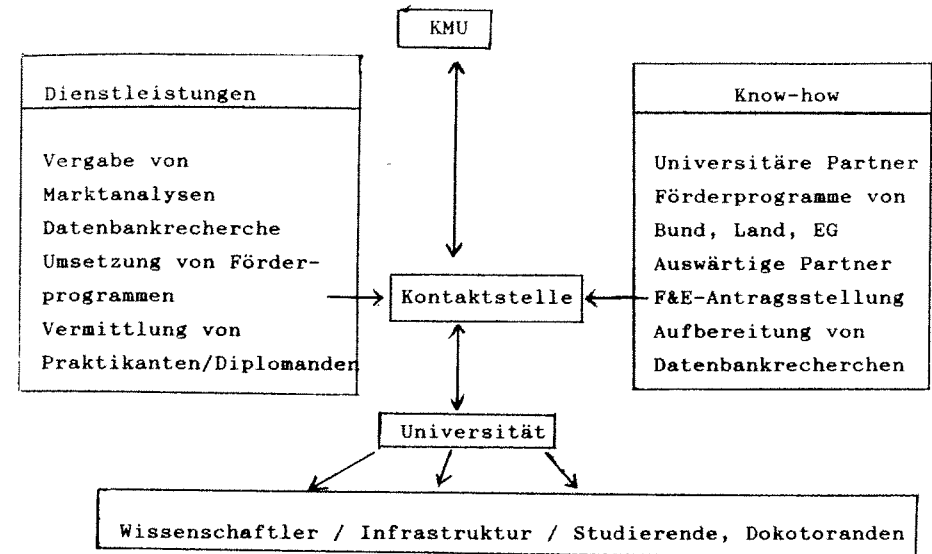 KMU
Dienstleistungen
Vergabe von
Marktanalysen
Datenbankrecherche
Umsetzung von Förder-
programmen
Vermittlung von
Praktikanten/Diplomanden
Know-how
Universitäre Partner
Förderprogramme von
Bund, Land, EG
Auswärtige Partner
F&E-Antragsstellung
Aufbereitung von
Datenbankrecherchen
Kontaktstelle
Universität
Wissenschaftler / Infrastruktur / Studierende, Dokotoranden